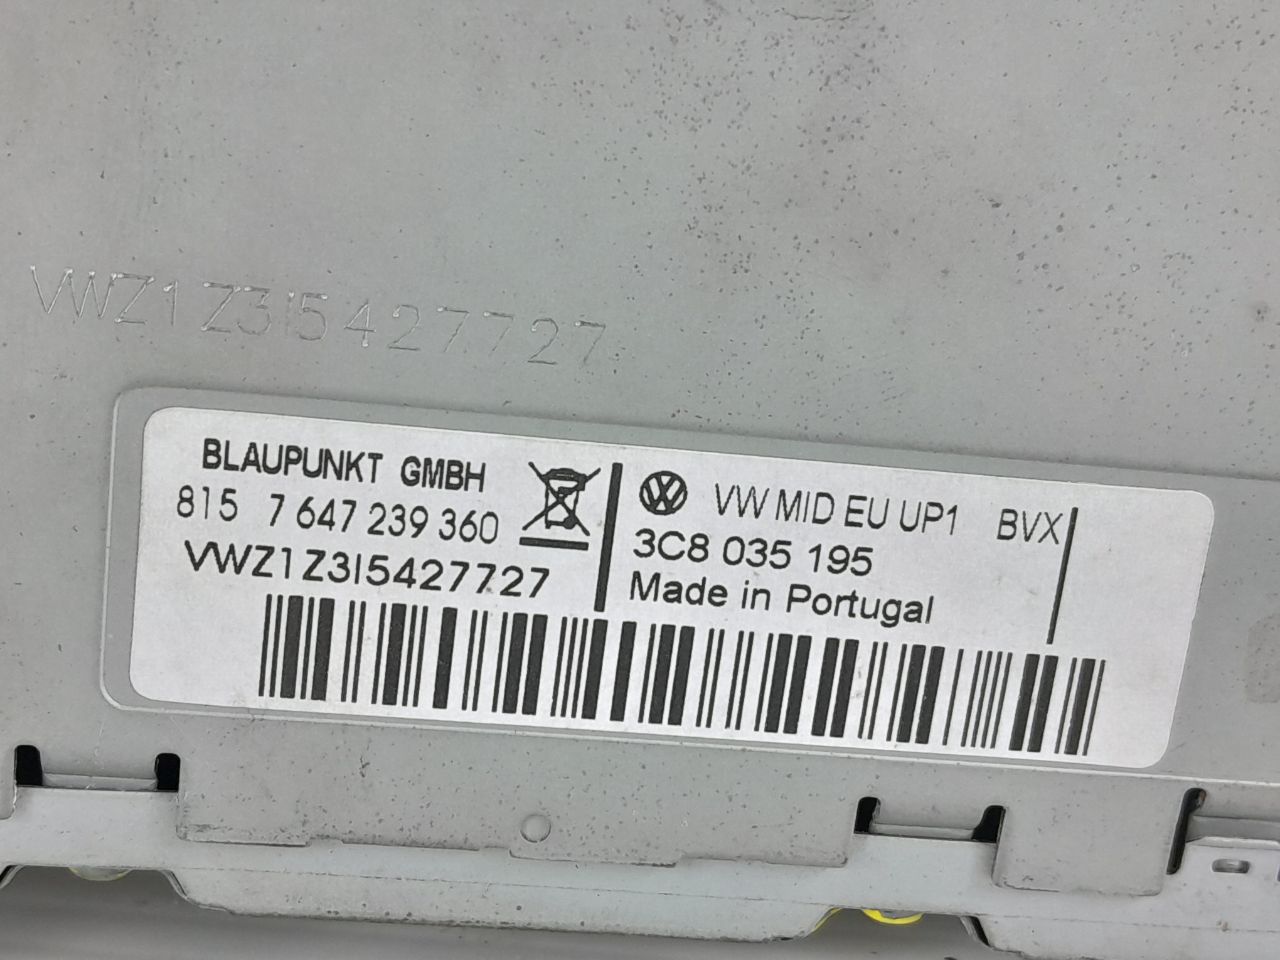 VWZ1Z3I5427727
BLAUPUNKT GMBH
815 7 647 239 360
VWZ1Z3I5427727
VW MID EU UP1 BVX
3C8 035 195
Made in Portugal